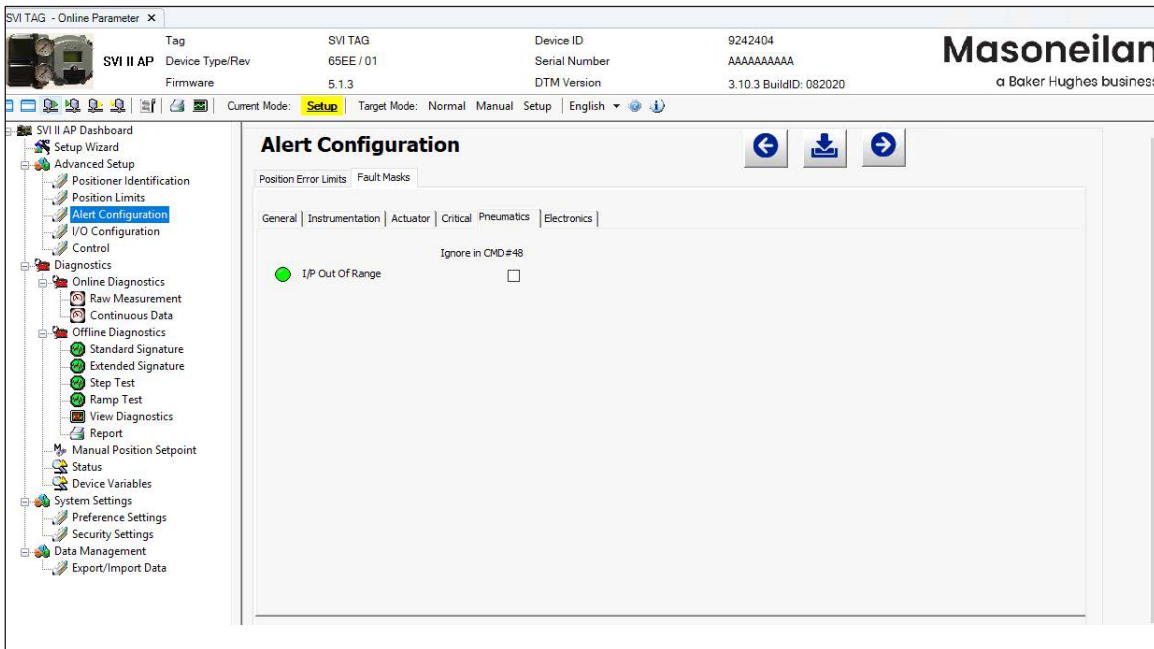 SVI TAG - Online Parameter X
SVI II AP
Tag SVI TAG Device ID 9242404
Device Type/Rev 65EE / 01 Serial Number AAAAAAAAAA
Firmware 5.1.3 DTM Version 3.10.3 BuildID: 082020
Masoneilan
a Baker Hughes business
Current Mode: Setup Target Mode: Normal Manual Setup English
SVI II AP Dashboard
Setup Wizard
Advanced Setup
Positioner Identification
Position Limits
Alert Configuration
I/O Configuration
Control
Diagnostics
Online Diagnostics
Raw Measurement
Continuous Data
Offline Diagnostics
Standard Signature
Extended Signature
Step Test
Ramp Test
View Diagnostics
Report
Manual Position Setpoint
Status
Device Variables
System Settings
Preference Settings
Security Settings
Data Management
Export/Import Data
Alert Configuration
Position Error Limits Fault Masks
General Instrumentation Actuator Critical Pneumatics Electronics
Ignore in CMD#48
I/P Out Of Range